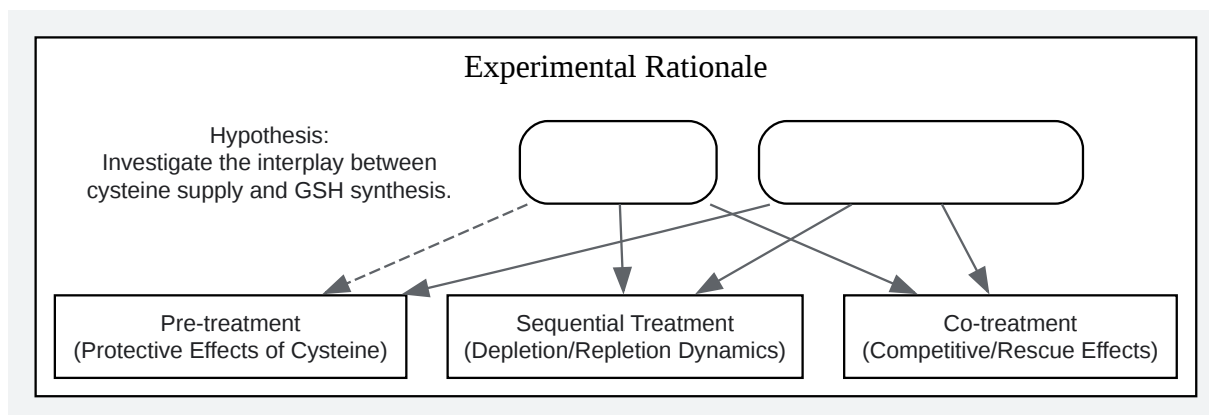 Experimental Rationale
Hypothesis:
Investigate the interplay between
cysteine supply and GSH synthesis.
Pre-treatment
(Protective Effects of Cysteine)
Sequential Treatment
(Depletion/Repletion Dynamics)
Co-treatment
(Competitive/Rescue Effects)